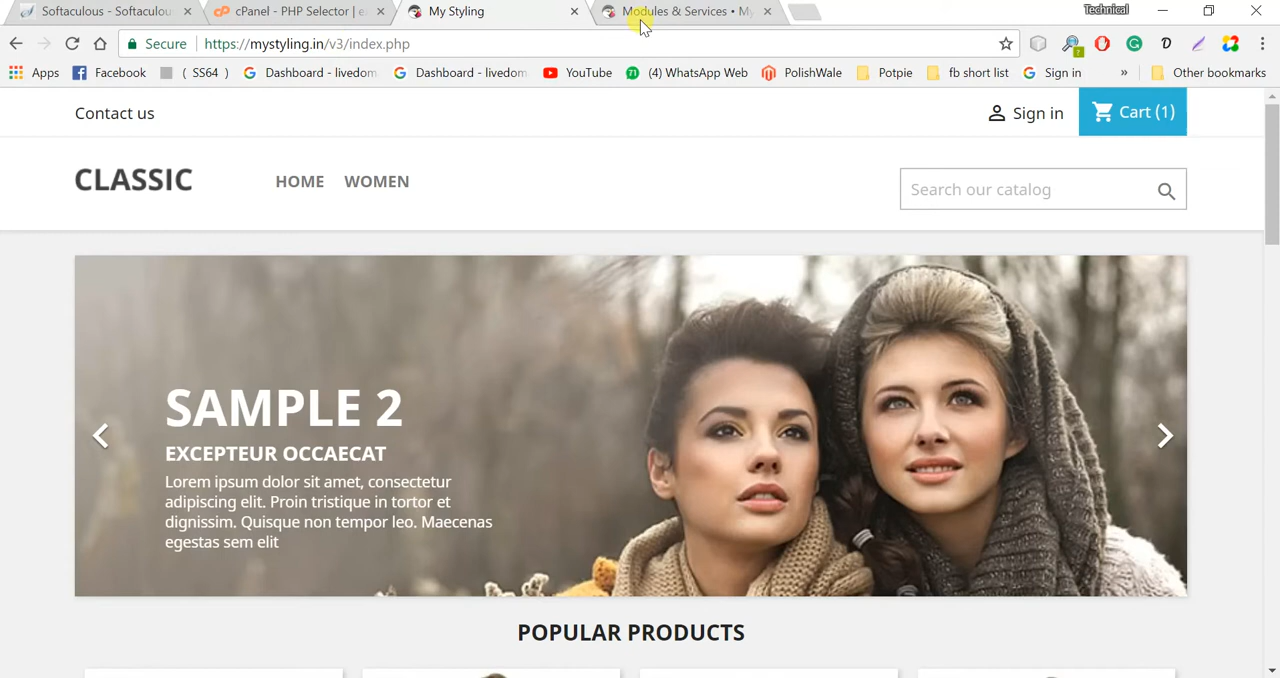 Softaculous - Softaculou
cPanel - PHP Selector | e
My Styling
Modules & Services • My
Technical
Secure
https://mystyling.in/v3/index.php
Apps
Facebook
( SS64 )
Dashboard - livedom
Dashboard - livedom
YouTube
(4) WhatsApp Web
PolishWale
Potpie
fb short list
Sign in
»
Other bookmarks
Contact us
Sign in
Cart (1)
CLASSIC
HOME
WOMEN
Search our catalog
SAMPLE 2
EXCEPTEUR OCCAECAT
Lorem ipsum dolor sit amet, consectetur
adipiscing elit. Proin tristique in tortor et
dignissim. Quisque non tempor leo. Maecenas
egestas sem elit
POPULAR PRODUCTS